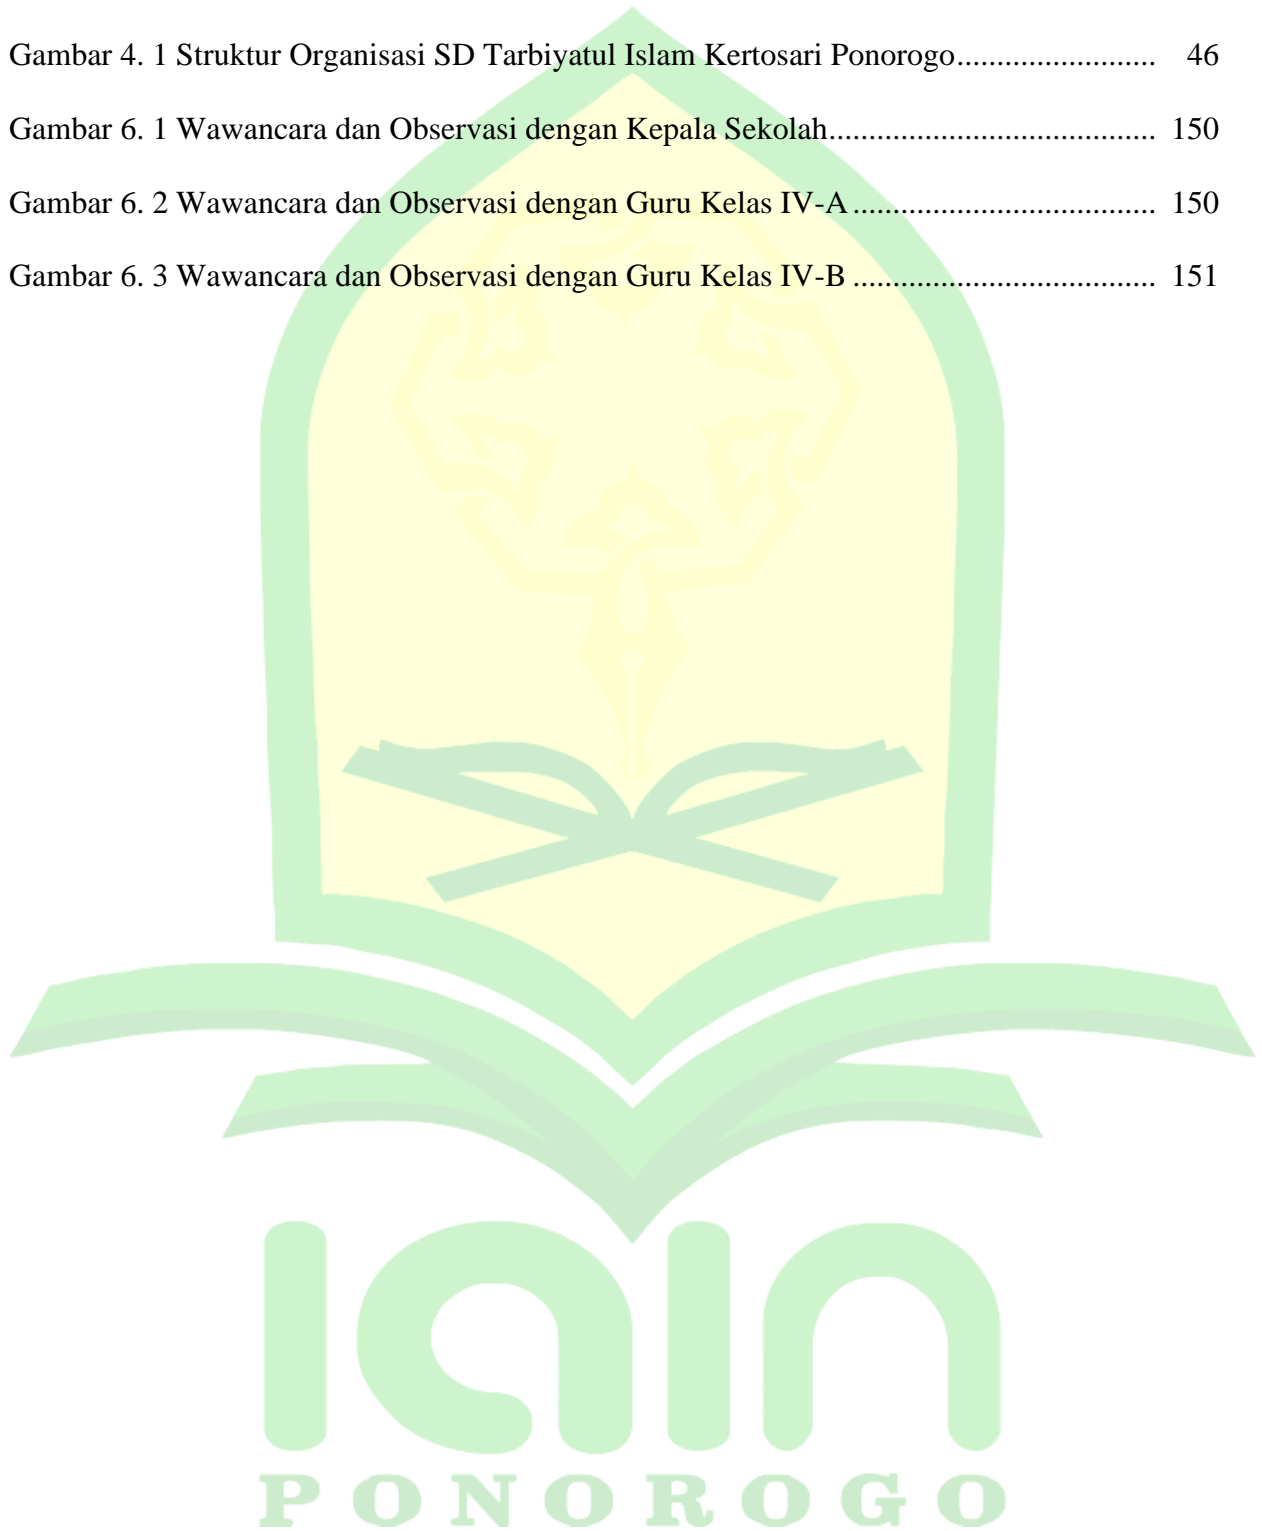 Gambar 4. 1 Struktur Organisasi SD Tarbiyatul Islam Kertosari Ponorogo......................... 46
Gambar 6. 1 Wawancara dan Observasi dengan Kepala Sekolah......................................... 150
Gambar 6. 2 Wawancara dan Observasi dengan Guru Kelas IV-A ...................................... 150
Gambar 6. 3 Wawancara dan Observasi dengan Guru Kelas IV-B ...................................... 151
iain
PONOROGO